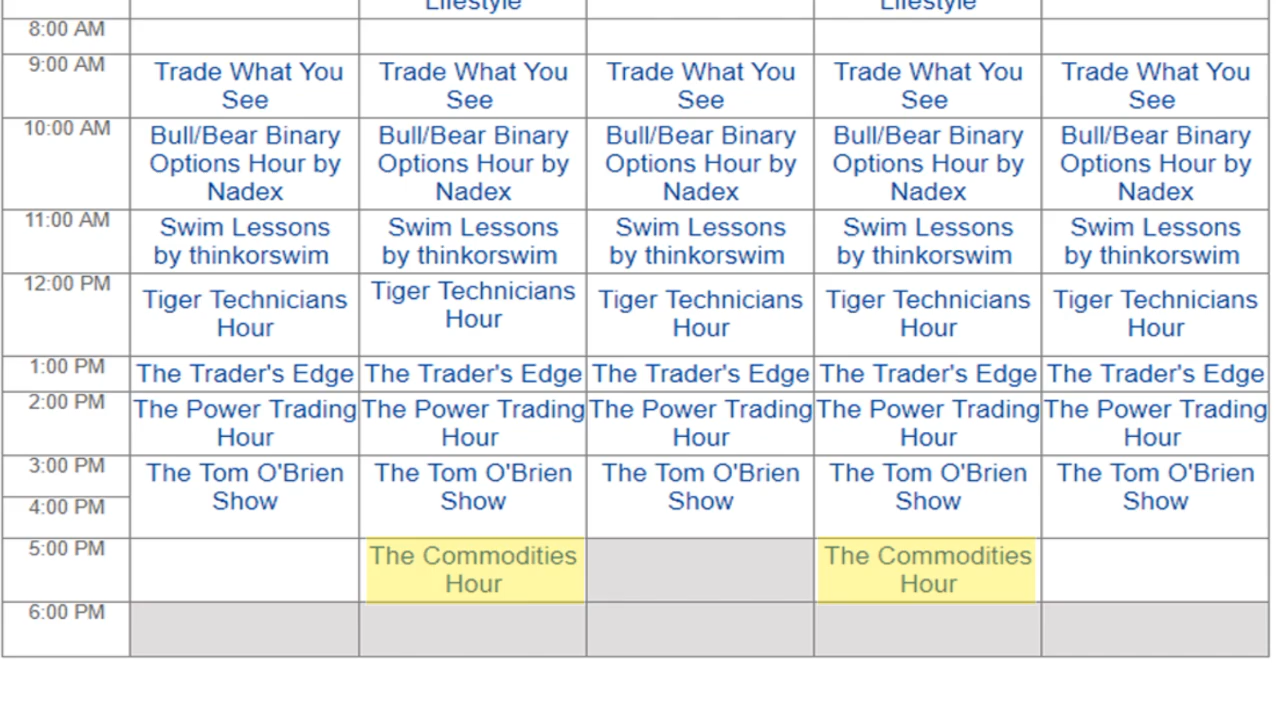 Lifestyle Lifestyle
8:00 AM
9:00 AM
Trade What You Trade What You Trade What You Trade What You Trade What You
See See See See See
10:00 AM
Bull/Bear Binary Bull/Bear Binary Bull/Bear Binary Bull/Bear Binary Bull/Bear Binary
Options Hour by Options Hour by Options Hour by Options Hour by Options Hour by
Nadex Nadex Nadex Nadex Nadex
11:00 AM
Swim Lessons Swim Lessons Swim Lessons Swim Lessons Swim Lessons
by thinkorswim by thinkorswim by thinkorswim by thinkorswim by thinkorswim
12:00 PM
Tiger Technicians Tiger Technicians Tiger Technicians Tiger Technicians Tiger Technicians
Hour Hour Hour Hour Hour
1:00 PM The Trader's Edge The Trader's Edge The Trader's Edge The Trader's Edge The Trader's Edge
2:00 PM The Power Trading The Power Trading The Power Trading The Power Trading The Power Trading
Hour Hour Hour Hour Hour
3:00 PM The Tom O'Brien The Tom O'Brien The Tom O'Brien The Tom O'Brien The Tom O'Brien
4:00 PM Show Show Show Show Show
5:00 PM The Commodities The Commodities
Hour Hour
6:00 PM